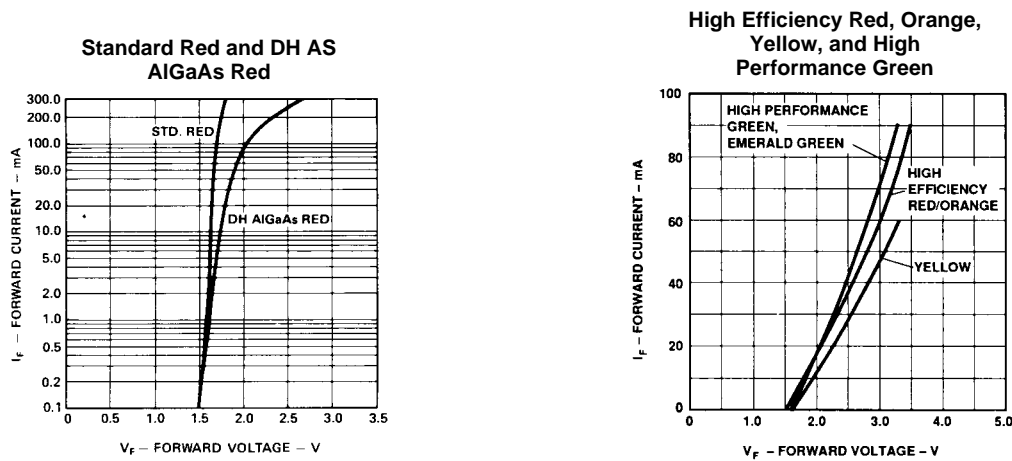 Standard Red and DH AS
AlGaAs Red
300.0
200.0
100.0
50.0
20.0
10.0
5.0
2.0
1.0
0.5
0.2
0.1
I_F – FORWARD CURRENT – mA
STD. RED
DH AlGaAs RED
0 0.5 1.0 1.5 2.0 2.5 3.0 3.5
V_F – FORWARD VOLTAGE – V
High Efficiency Red, Orange,
Yellow, and High
Performance Green
100
80
60
40
20
0
I_F – FORWARD CURRENT – mA
HIGH PERFORMANCE
GREEN,
EMERALD GREEN
HIGH
EFFICIENCY
RED/ORANGE
YELLOW
0 1.0 2.0 3.0 4.0 5.0
V_F – FORWARD VOLTAGE – V